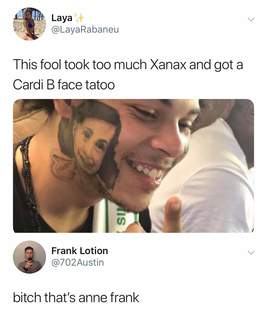 Laya✨
@LayaRabaneu
This fool took too much Xanax and got a
Cardi B face tatoo
Frank Lotion
@702Austin
bitch that's anne frank